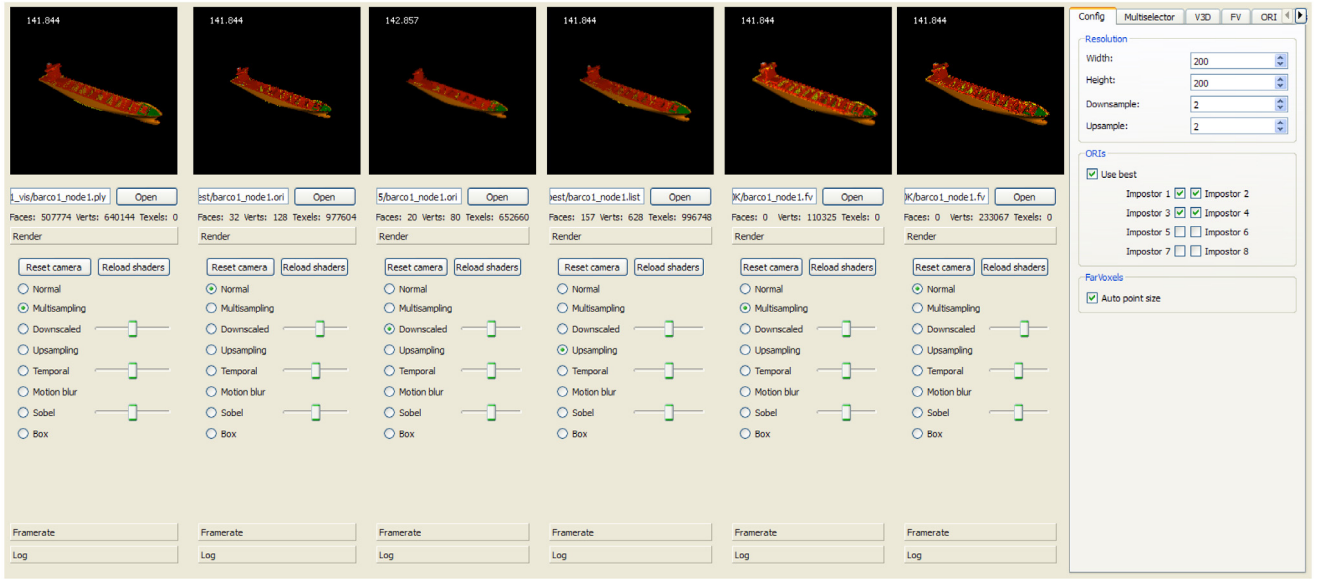 141.844 141.844 142.857 141.844 141.844 141.844
1_vis/barco1_node1.ply Open est/barco1_node1.ori Open 5/barco1_node1.ori Open est/barco1_node1.list Open )K/barco1_node1.fv Open )K/barco1_node1.fv Open
Faces: 507774 Verts: 640144 Texels: 0 Faces: 32 Verts: 128 Texels: 977604 Faces: 20 Verts: 80 Texels: 652660 Faces: 157 Verts: 628 Texels: 996748 Faces: 0 Verts: 110325 Texels: 0 Faces: 0 Verts: 233067 Texels: 0
Render Render Render Render Render Render
Reset camera Reload shaders Reset camera Reload shaders Reset camera Reload shaders Reset camera Reload shaders Reset camera Reload shaders Reset camera Reload shaders
Normal Normal Normal Normal Normal Normal
Multisampling Multisampling Multisampling Multisampling Multisampling Multisampling
Downscaled Downscaled Downscaled Downscaled Downscaled Downscaled
Upsampling Upsampling Upsampling Upsampling Upsampling Upsampling
Temporal Temporal Temporal Temporal Temporal Temporal
Motion blur Motion blur Motion blur Motion blur Motion blur Motion blur
Sobel Sobel Sobel Sobel Sobel Sobel
Box Box Box Box Box Box
Framerate Framerate Framerate Framerate Framerate Framerate
Log Log Log Log Log Log
Config Multiselector V3D FV ORI
Resolution
Width: 200
Height: 200
Downsample: 2
Upsample: 2
ORIs
Use best
Impostor 1 Impostor 2
Impostor 3 Impostor 4
Impostor 5 Impostor 6
Impostor 7 Impostor 8
FarVoxels
Auto point size